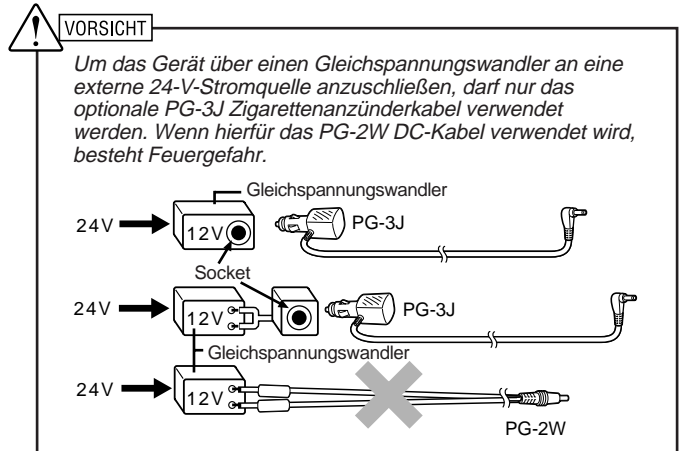 VORSICHT
Um das Gerät über einen Gleichspannungswandler an eine
externe 24-V-Stromquelle anzuschließen, darf nur das
optionale PG-3J Zigarettenanzünderkabel verwendet
werden. Wenn hierfür das PG-2W DC-Kabel verwendet wird,
besteht Feuergefahr.
Gleichspannungswandler
24V
12V
PG-3J
Socket
24V
12V
PG-3J
Gleichspannungswandler
24V
12V
PG-2W